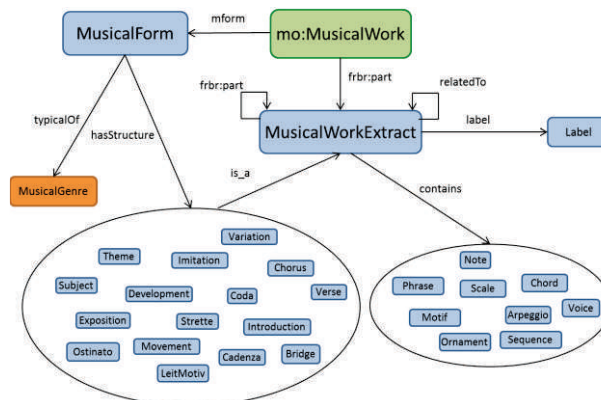 mform
MusicalForm
mo:MusicalWork
frbr:part
frbr:part
relatedTo
MusicalWorkExtract
label
Label
typicalOf
hasStructure
MusicalGenre
is_a
contains
Variation
Theme
Imitation
Chorus
Subject
Development
Coda
Verse
Exposition
Strette
Introduction
Ostinato
Movement
Cadenza
Bridge
LeitMotiv
Note
Phrase
Scale
Chord
Motif
Arpeggio
Voice
Ornament
Sequence